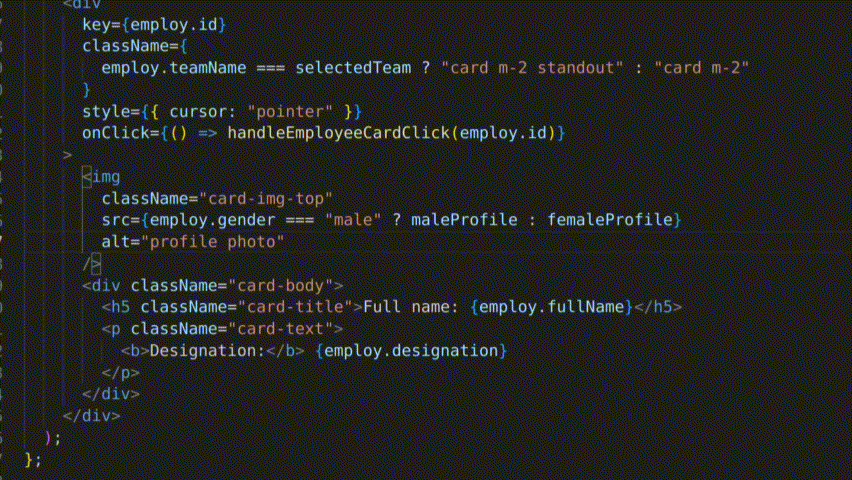 <div
key={employ.id}
className={
employ.teamName === selectedTeam ? "card m-2 standout" : "card m-2"
}
style={{ cursor: "pointer" }}
onClick={() => handleEmployeeCardClick(employ.id)}
>
<img
className="card-img-top"
src={employ.gender === "male" ? maleProfile : femaleProfile}
alt="profile photo"
/>
<div className="card-body">
<h5 className="card-title">Full name: {employ.fullName}</h5>
<p className="card-text">
<b>Designation:</b> {employ.designation}
</p>
</div>
</div>
);
};